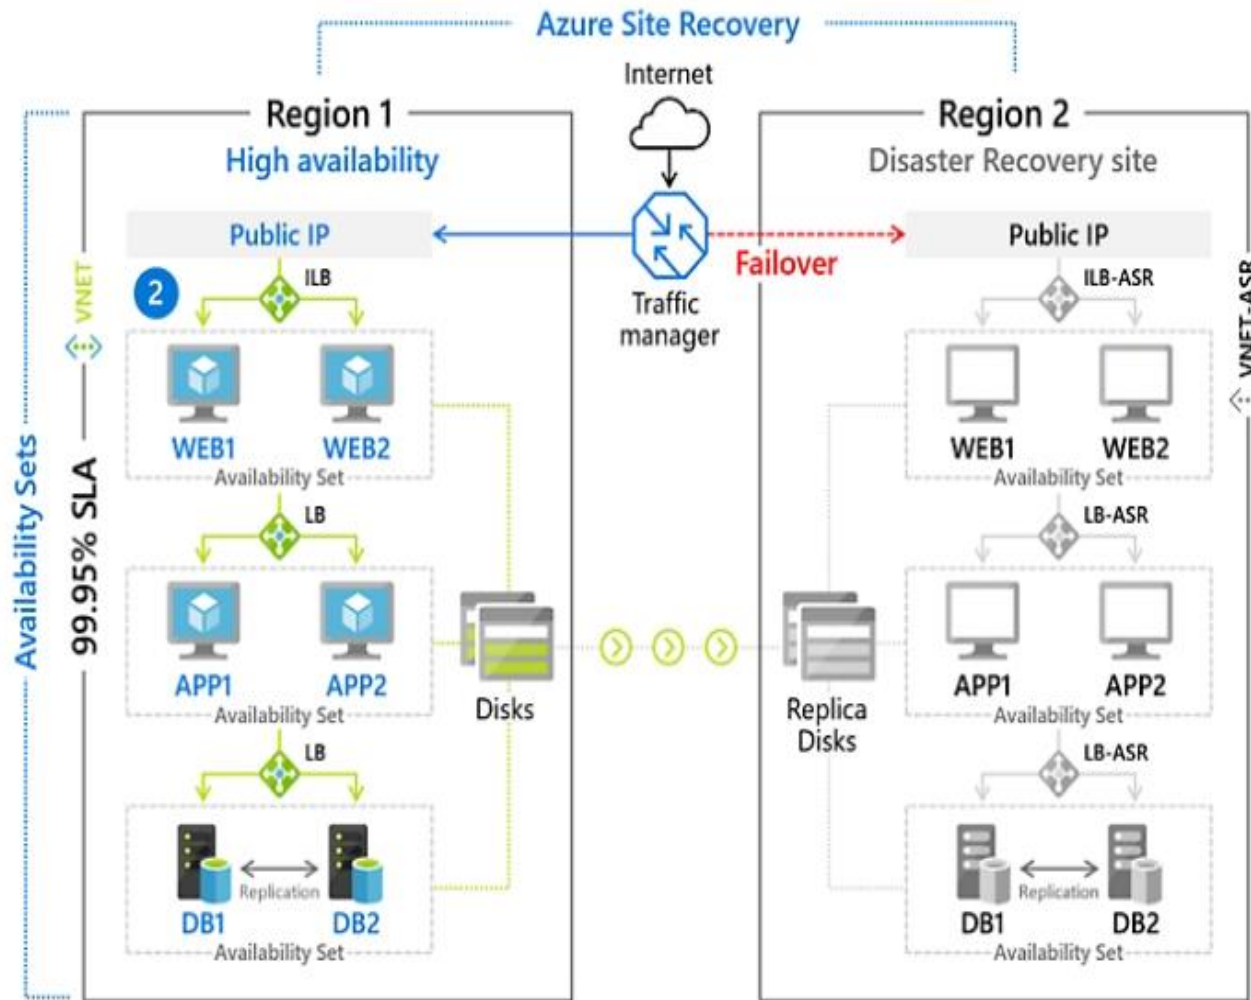 Azure Site Recovery
Internet
Region 1
High availability
Region 2
Disaster Recovery site
Public IP
Public IP
Failover
Traffic
manager
2
ILB
ILB-ASR
VNET
VNET-ASR
WEB1
WEB2
Availability Set
WEB1
WEB2
Availability Set
Availability Sets
99.95% SLA
LB
LB-ASR
APP1
APP2
Availability Set
Disks
Replica
Disks
APP1
APP2
Availability Set
LB
LB-ASR
Replication
DB1
DB2
Availability Set
Replication
DB1
DB2
Availability Set